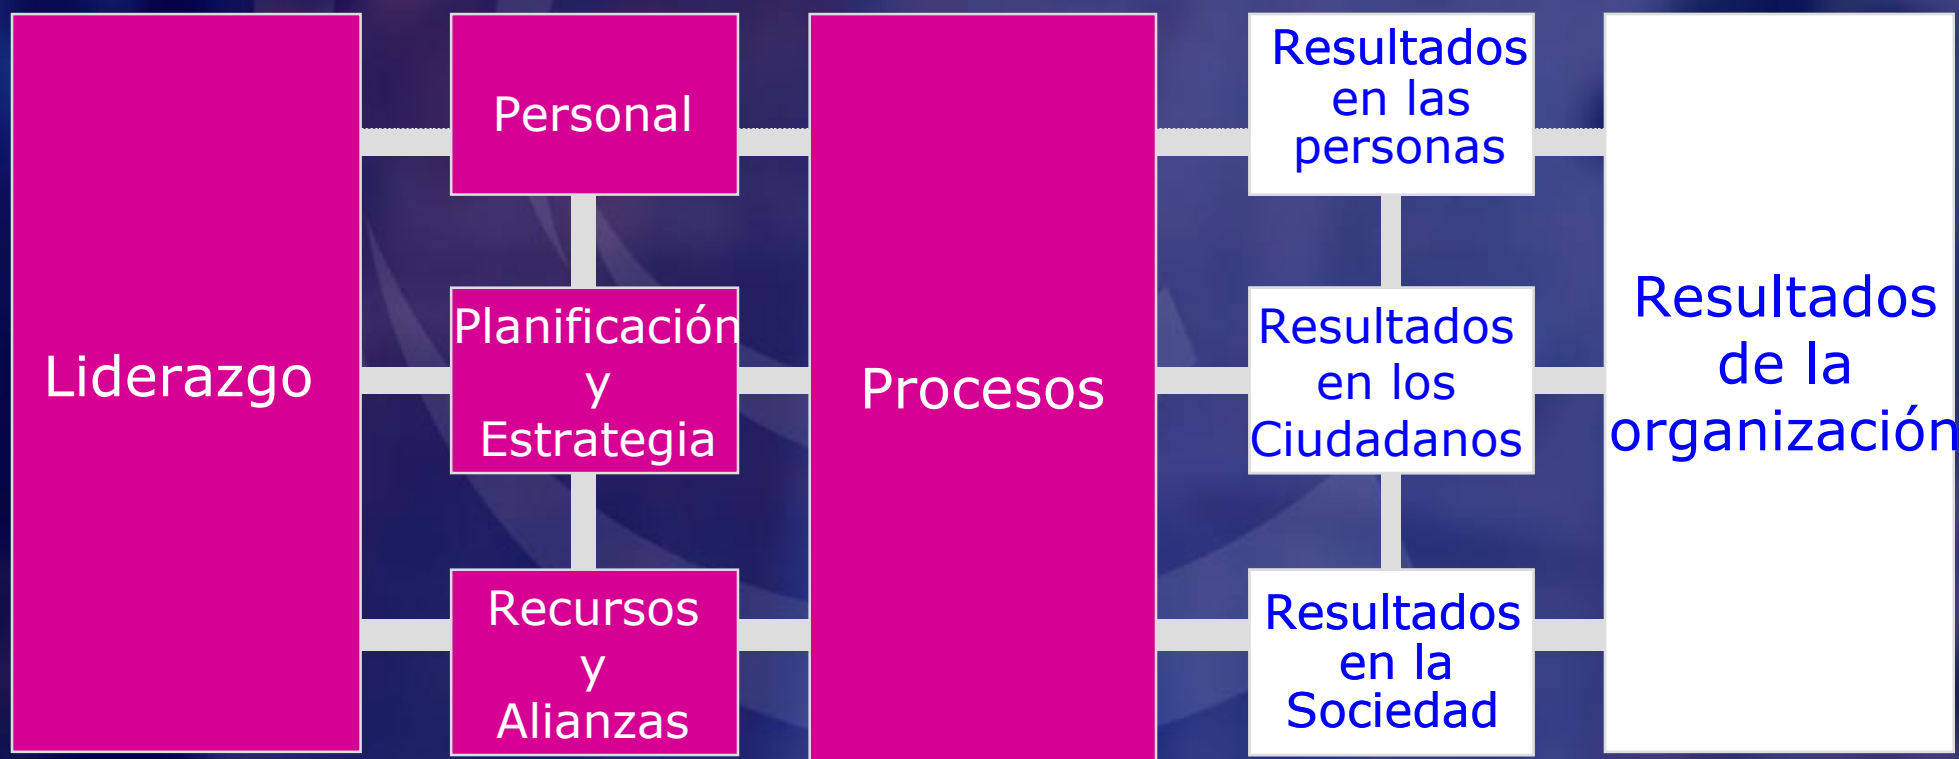 Liderazgo
Personal
Planificación
y
Estrategia
Recursos
y
Alianzas
Procesos
Resultados
en las
personas
Resultados
en los
Ciudadanos
Resultados
en la
Sociedad
Resultados
de la
organización